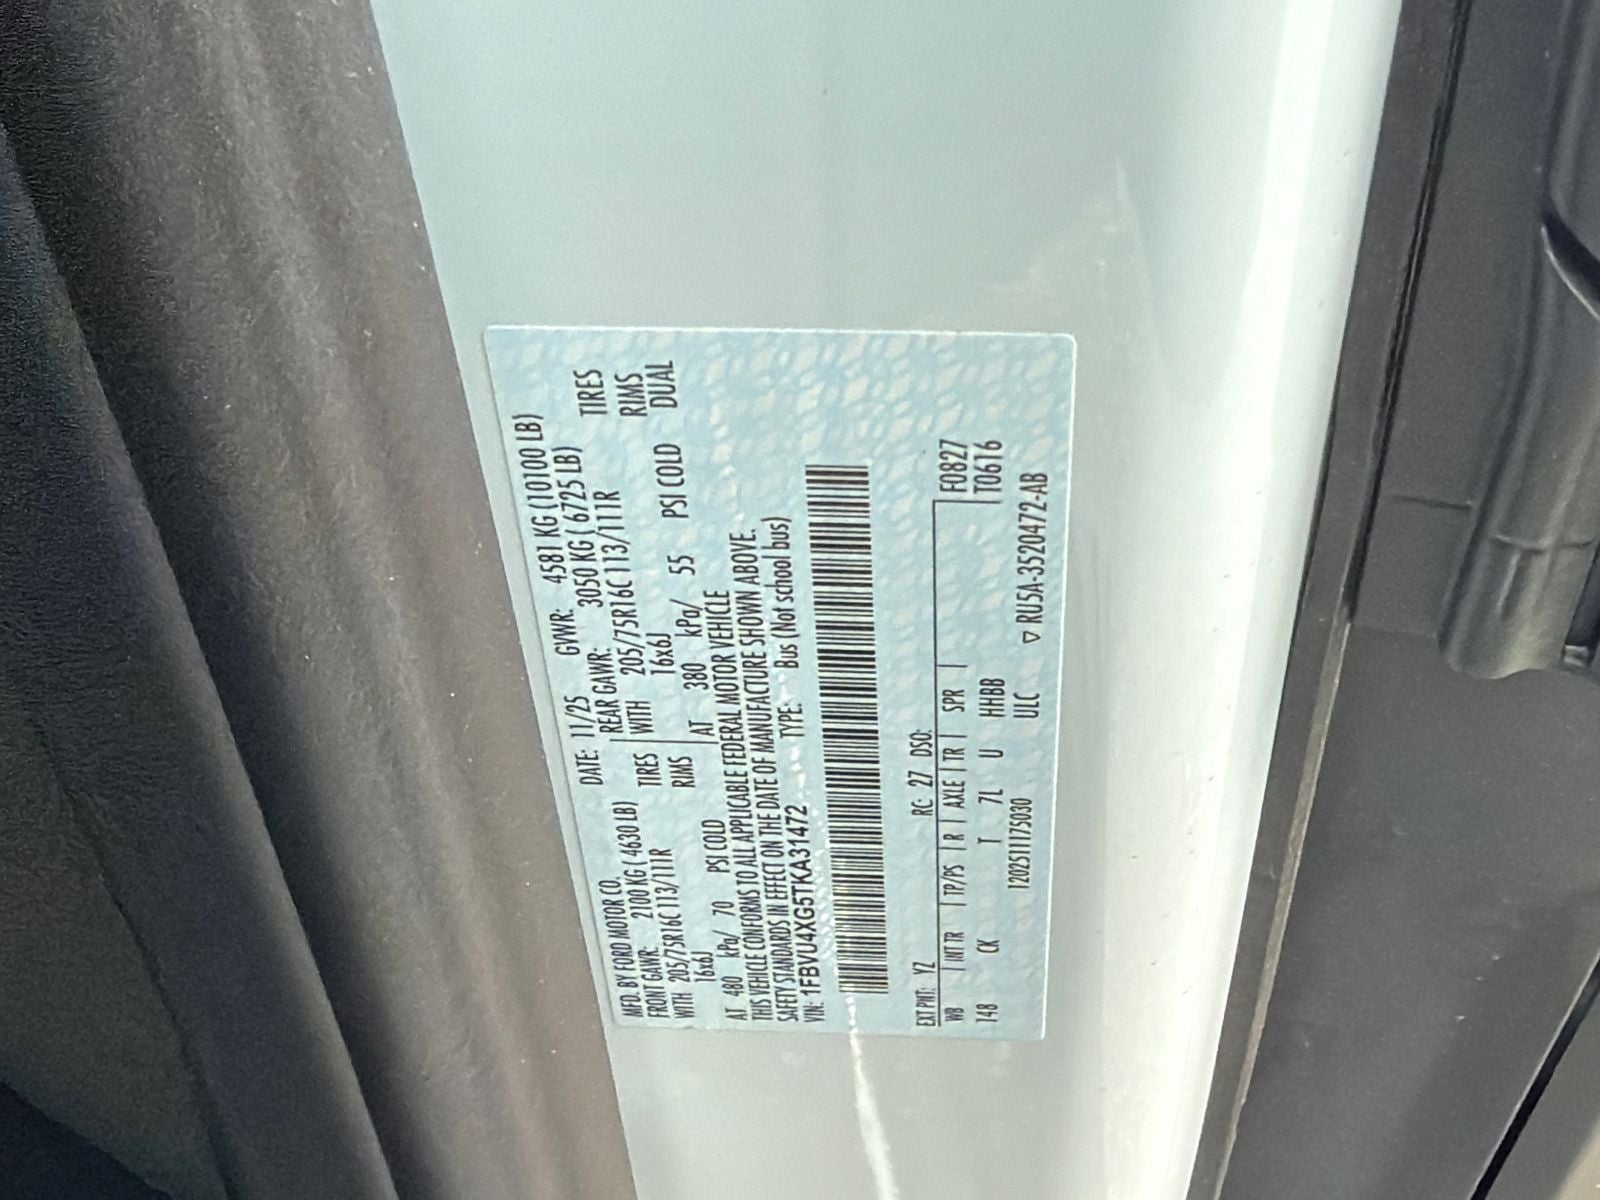 MFD. BY FORD MOTOR CO. DATE: 11/25 GVWR: 4581 KG (10100 LB)
FRONT GAWR: 2100 KG ( 4630 LB) REAR GAWR: 3050 KG ( 6725 LB)
WITH 205/75R16C 113/111R TIRES WITH 205/75R16C 113/111R TIRES
16x6J RIMS 16x6J RIMS
AT 480 kPa/ 70 PSI COLD AT 380 kPa/ 55 PSI COLD DUAL
THIS VEHICLE CONFORMS TO ALL APPLICABLE FEDERAL MOTOR VEHICLE
SAFETY STANDARDS IN EFFECT ON THE DATE OF MANUFACTURE SHOWN ABOVE.
VIN: 1FBVU4XG5TKA31472 TYPE: Bus (Not school bus)
EXT PNT: YZ RC: 27 DSO:
WB INT TR TP/PS R AXLE TR SPR F0827
148 CK T 7L U HHBB T0616
1202511175030 ULC ▽ RU5A-3520472-AB